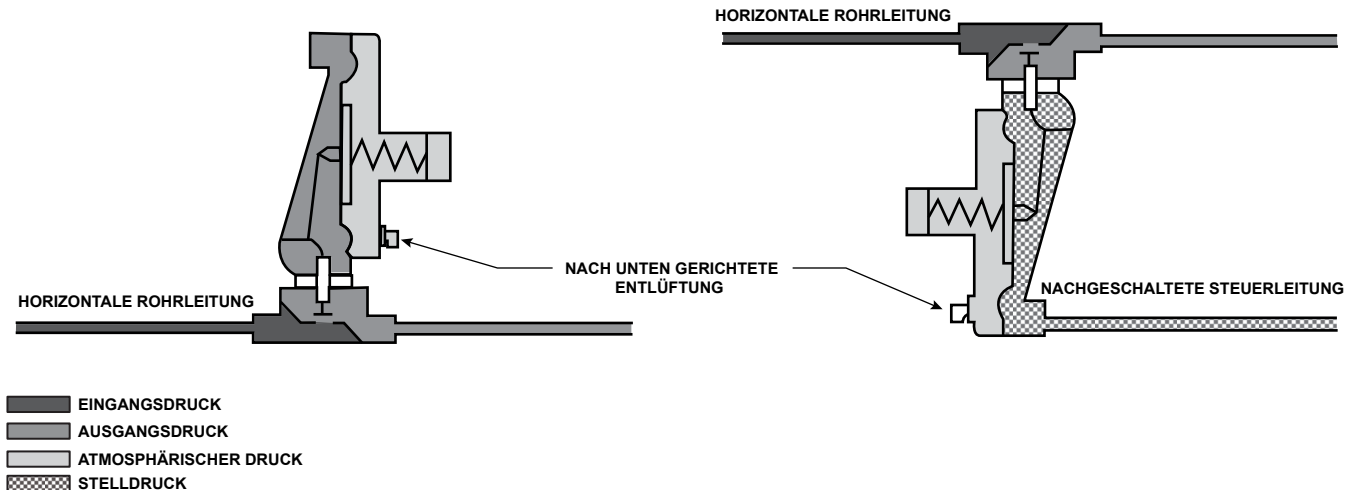 HORIZONTALE ROHRLEITUNG
HORIZONTALE ROHRLEITUNG
NACH UNTEN GERICHTETE
ENTLÜFTUNG
NACHGESCHALTETE STEUERLEITUNG
EINGANGSDRUCK
AUSGANGSDRUCK
ATMOSPHÄRISCHER DRUCK
STELLDRUCK